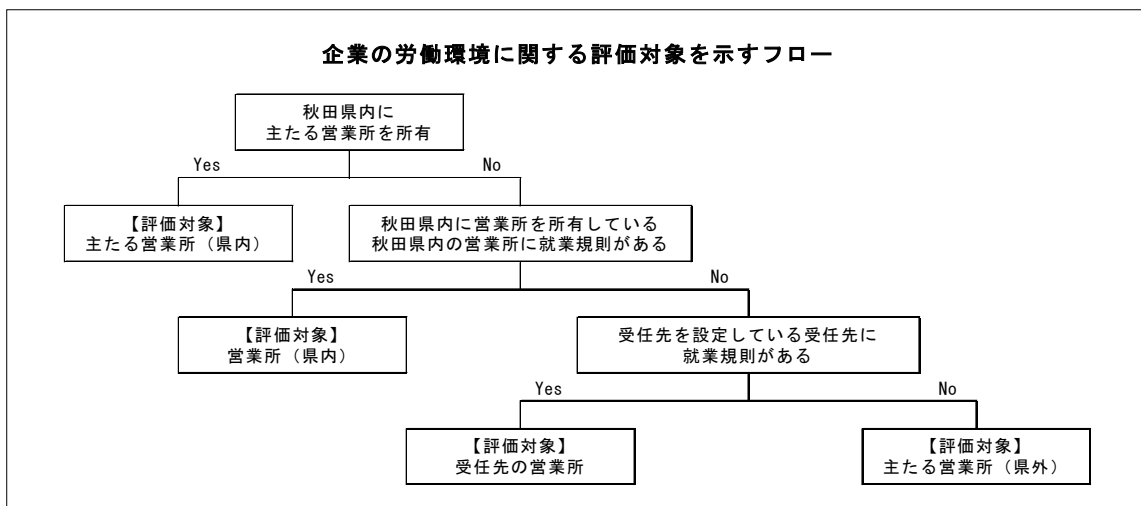 企業の労働環境に関する評価対象を示すフロー
秋田県内に
主たる営業所を所有
Yes
No
【評価対象】
主たる営業所（県内）
秋田県内に営業所を所有している
秋田県内の営業所に就業規則がある
Yes
No
【評価対象】
営業所（県内）
受任先を設定している受任先に
就業規則がある
Yes
No
【評価対象】
受任先の営業所
【評価対象】
主たる営業所（県外）